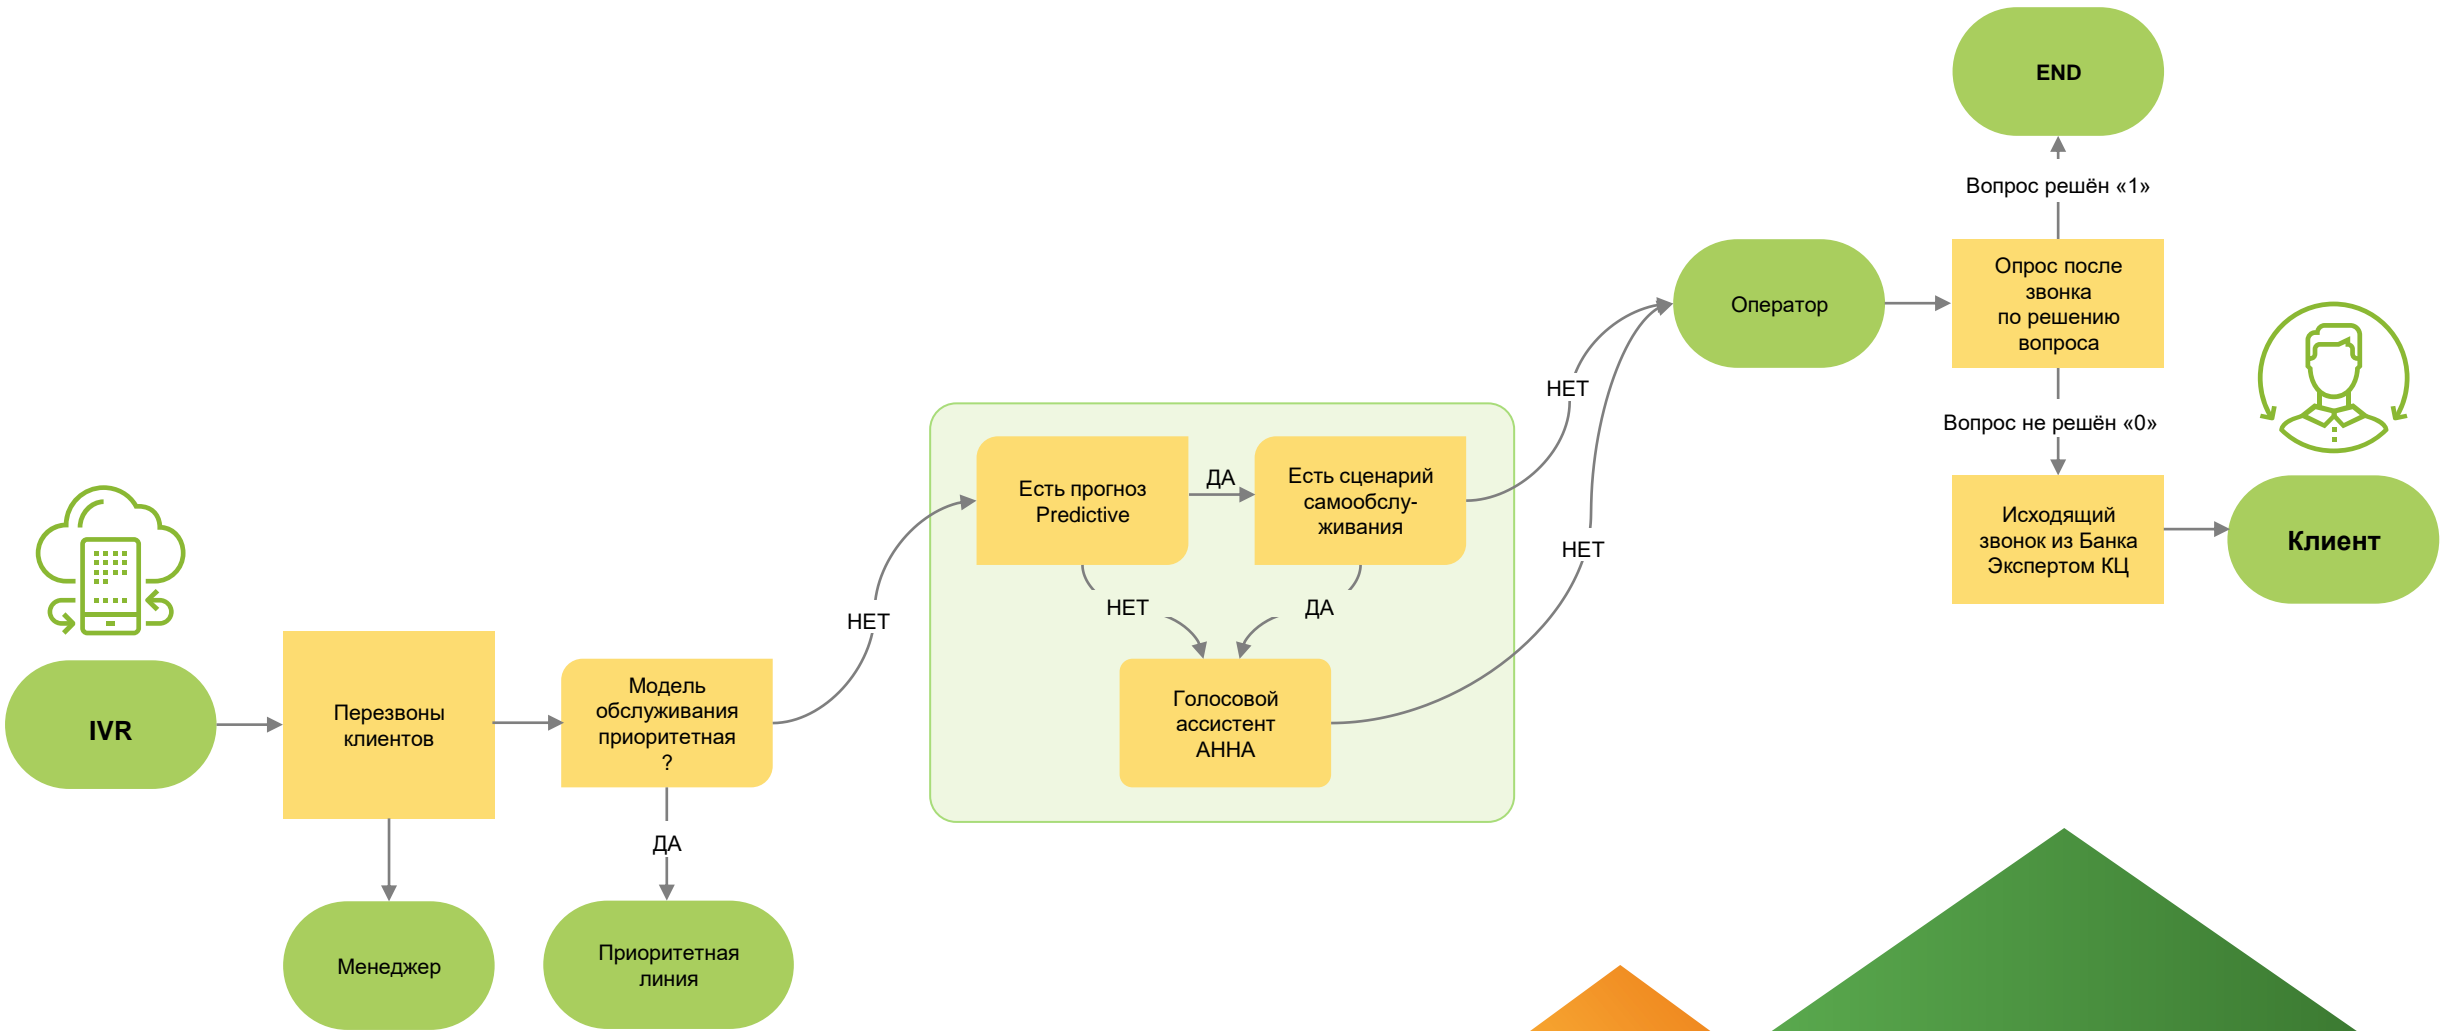 IVR
Перезвоны
клиентов
Менеджер
Модель
обслуживания
приоритетная
?
ДА
Приоритетная
линия
НЕТ
Есть прогноз
Predictive
ДА
Есть сценарий
самообслу-
живания
НЕТ
ДА
Голосовой
ассистент
АННА
НЕТ
НЕТ
Оператор
END
Вопрос решён «1»
Опрос после
звонка
по решению
вопроса
Вопрос не решён «0»
Исходящий
звонок из Банка
Экспертом КЦ
Клиент